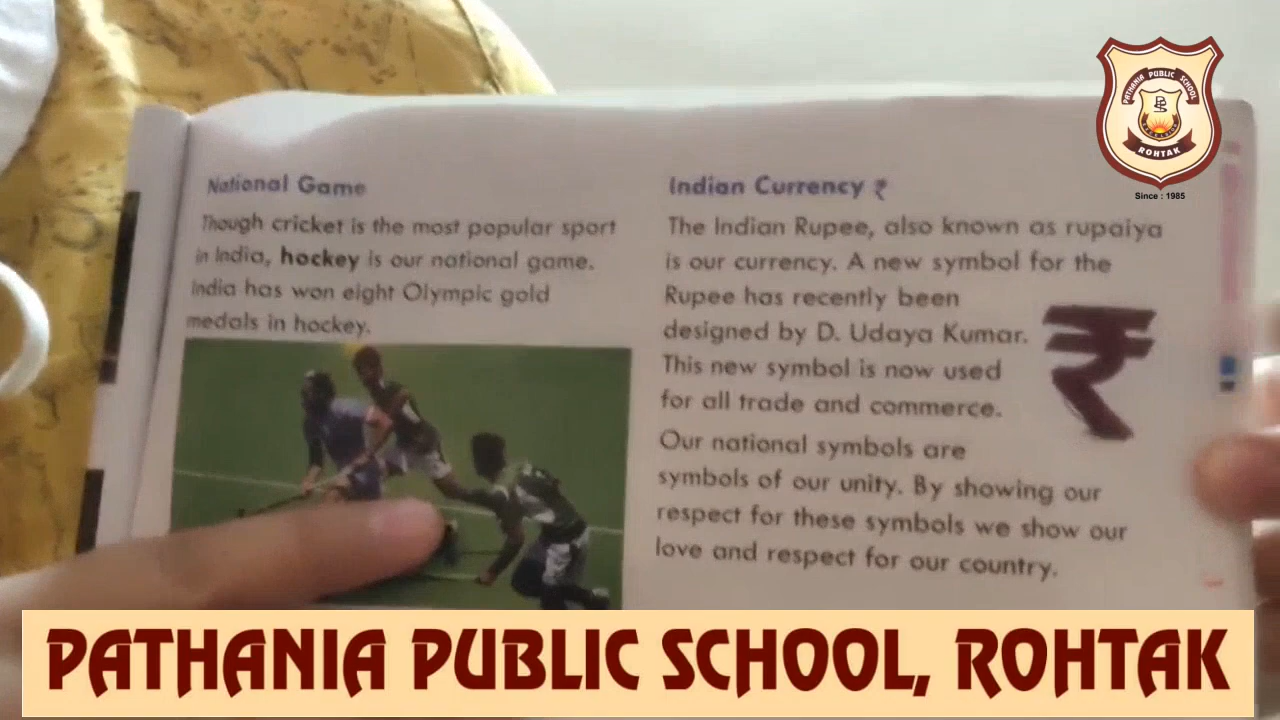 National Game
Though cricket is the most popular sport
in India, hockey is our national game.
India has won eight Olympic gold
medals in hockey.
Indian Currency ₹
The Indian Rupee, also known as rupaiya
is our currency. A new symbol for the
Rupee has recently been
designed by D. Udaya Kumar.
This new symbol is now used
for all trade and commerce.
₹
Our national symbols are
symbols of our unity. By showing our
respect for these symbols we show our
love and respect for our country.
PATHANIA PUBLIC SCHOOL
PPS
ROHTAK
Since : 1985
PATHANIA PUBLIC SCHOOL, ROHTAK